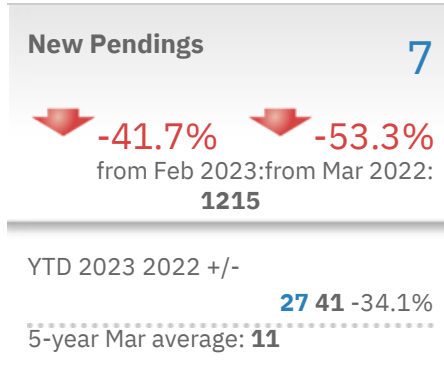 New Pendings
7
-41.7% -53.3%
from Feb 2023:from Mar 2022:
1215
YTD 2023 2022 +/-
27 41 -34.1%
5-year Mar average: 11